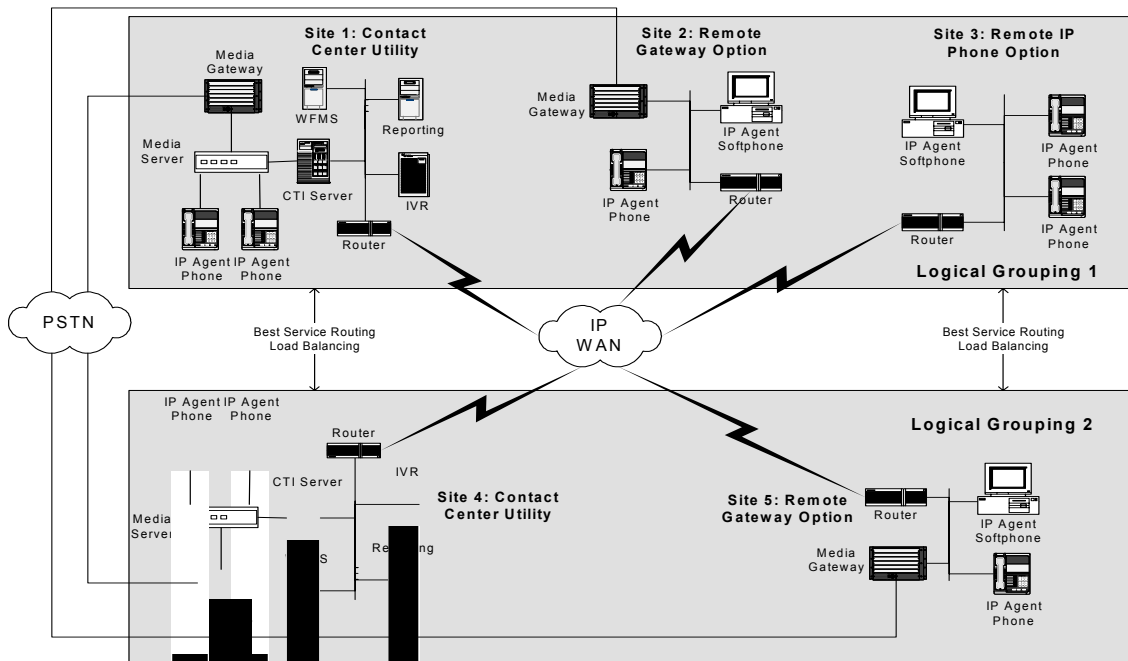 Site 1: Contact
Center Utility
Site 2: Remote
Gateway Option
Site 3: Remote IP
Phone Option
Media
Gateway
WFMS
Reporting
Media
Server
CTI Server
IVR
IP Agent
Phone
IP Agent
Phone
Router
Media
Gateway
IP Agent
Softphone
IP Agent
Phone
Router
IP Agent
Softphone
IP Agent
Phone
IP Agent
Phone
Router
Logical Grouping 1
PSTN
Best Service Routing
Load Balancing
IP
WAN
Best Service Routing
Load Balancing
IP Agent
Phone
IP Agent
Phone
Router
Logical Grouping 2
CTI Server
IVR
Site 4: Contact
Center Utility
Media
Server
Site 5: Remote
Gateway Option
Router
IP Agent
Softphone
Media
Gateway
IP Agent
Phone